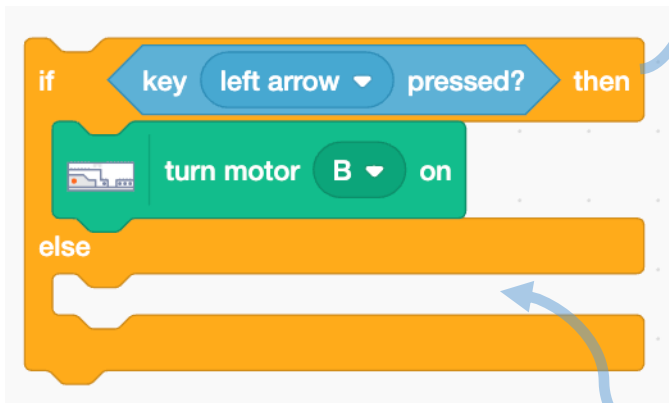 if key left arrow pressed? then
turn motor B on
else